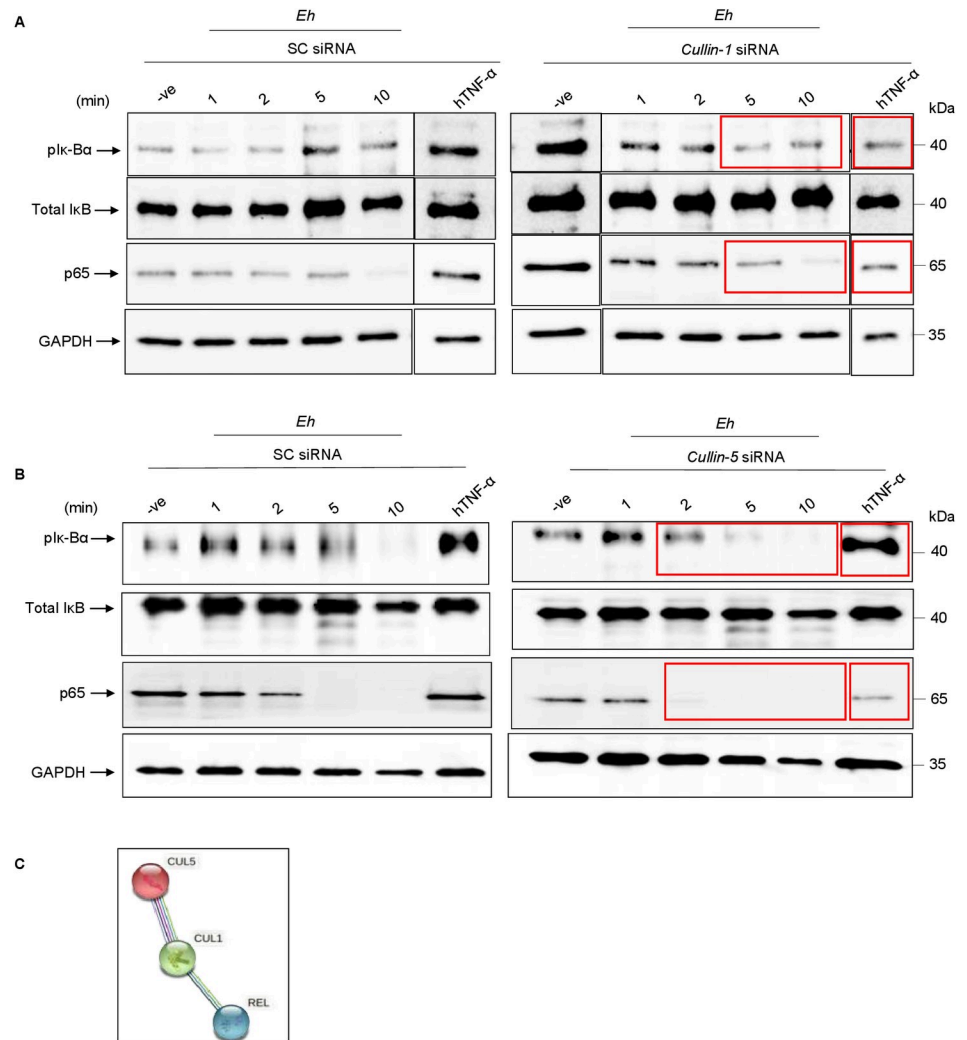 A
Eh
SC siRNA
(min) -ve 1 2 5 10 hTNF-α
Eh
Cullin-1 siRNA
-ve 1 2 5 10 hTNF-α
kDa
pIκ-Bα
40
Total IκB
40
p65
65
GAPDH
35
B
Eh
SC siRNA
(min) -ve 1 2 5 10 hTNF-α
Eh
Cullin-5 siRNA
-ve 1 2 5 10 hTNF-α
kDa
pIκ-Bα
40
Total IκB
40
p65
65
GAPDH
35
C
CUL5
CUL1
REL